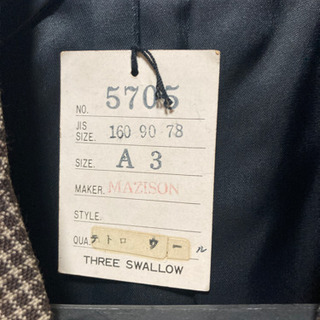 NO. 5705
JIS SIZE. 160 90 78
SIZE. A 3
MAKER. MAZISON
STYLE.
QUA. テトロ ウール
THREE SWALLOW